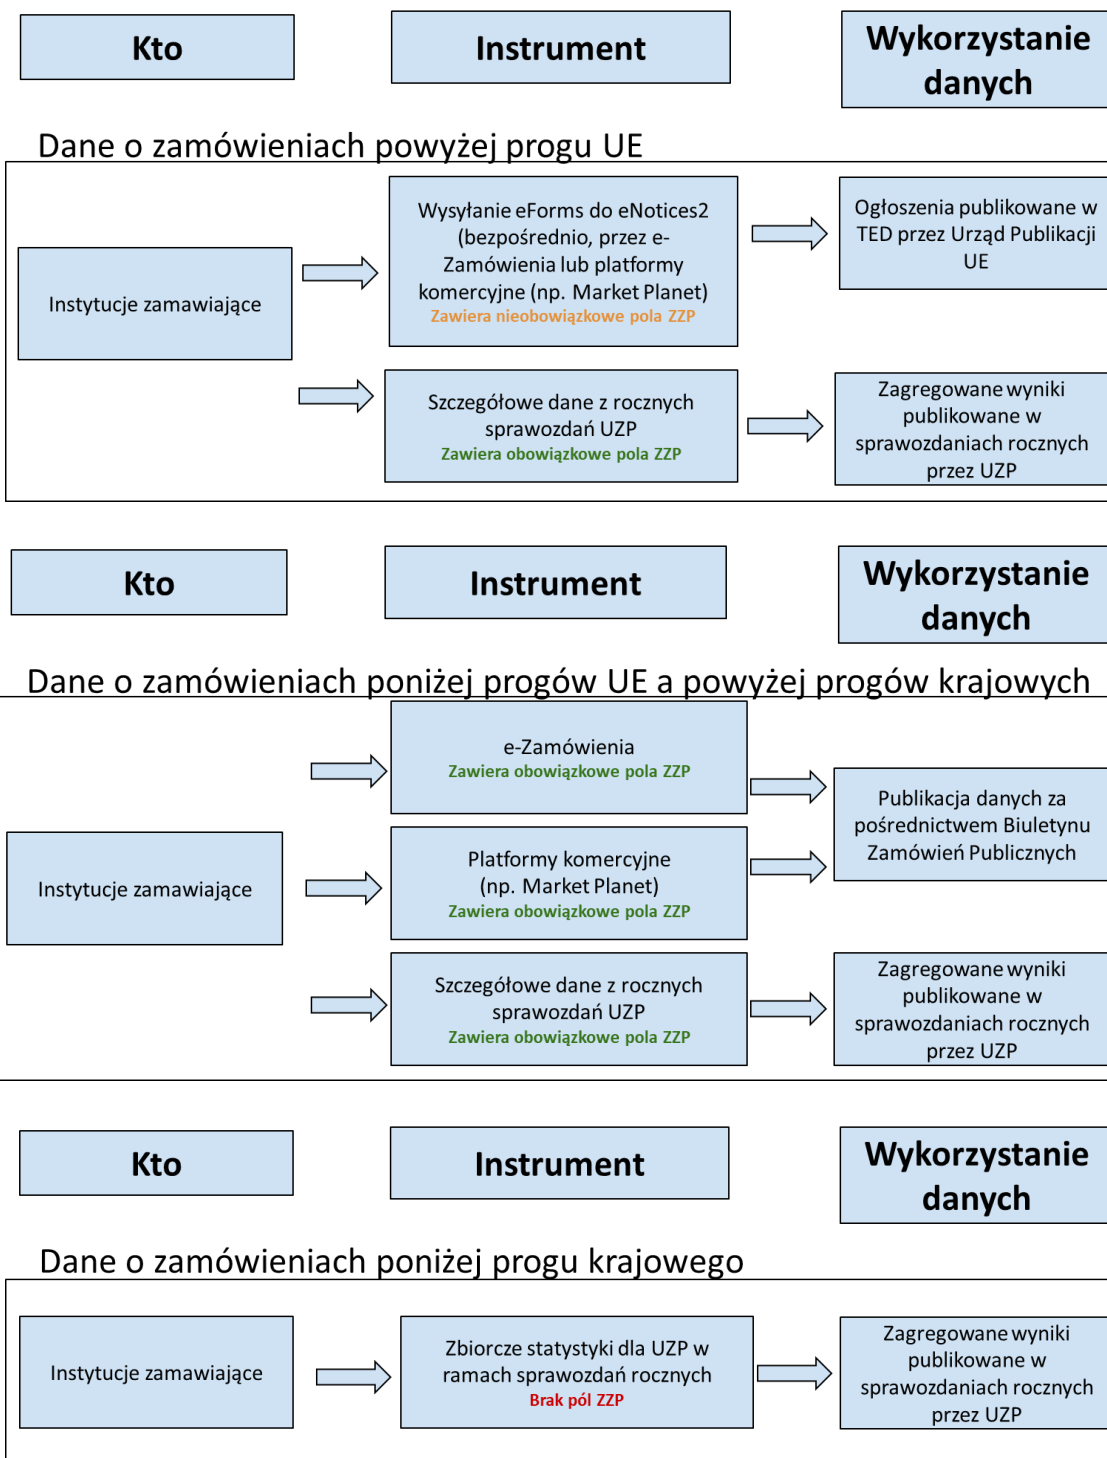 Kto
Instrument
Wykorzystanie
danych
Dane o zamówieniach powyżej progu UE
Instytucje zamawiające
Wysyłanie eForms do eNotices2
(bezpośrednio, przez e-
Zamówienia lub platformy
komercyjne (np. Market Planet)
Zawiera nieobowiązkowe pola ZZP
Ogłoszenia publikowane w
TED przez Urząd Publikacji
UE
Szczegółowe dane z rocznych
sprawozdań UZP
Zawiera obowiązkowe pola ZZP
Zagregowane wyniki
publikowane w
sprawozdaniach rocznych
przez UZP
Kto
Instrument
Wykorzystanie
danych
Dane o zamówieniach poniżej progów UE a powyżej progów krajowych
Instytucje zamawiające
e-Zamówienia
Zawiera obowiązkowe pola ZZP
Platformy komercyjne
(np. Market Planet)
Zawiera obowiązkowe pola ZZP
Publikacja danych za
pośrednictwem Biuletynu
Zamówień Publicznych
Szczegółowe dane z rocznych
sprawozdań UZP
Zawiera obowiązkowe pola ZZP
Zagregowane wyniki
publikowane w
sprawozdaniach rocznych
przez UZP
Kto
Instrument
Wykorzystanie
danych
Dane o zamówieniach poniżej progu krajowego
Instytucje zamawiające
Zbiorcze statystyki dla UZP w
ramach sprawozdań rocznych
Brak pól ZZP
Zagregowane wyniki
publikowane w
sprawozdaniach rocznych
przez UZP